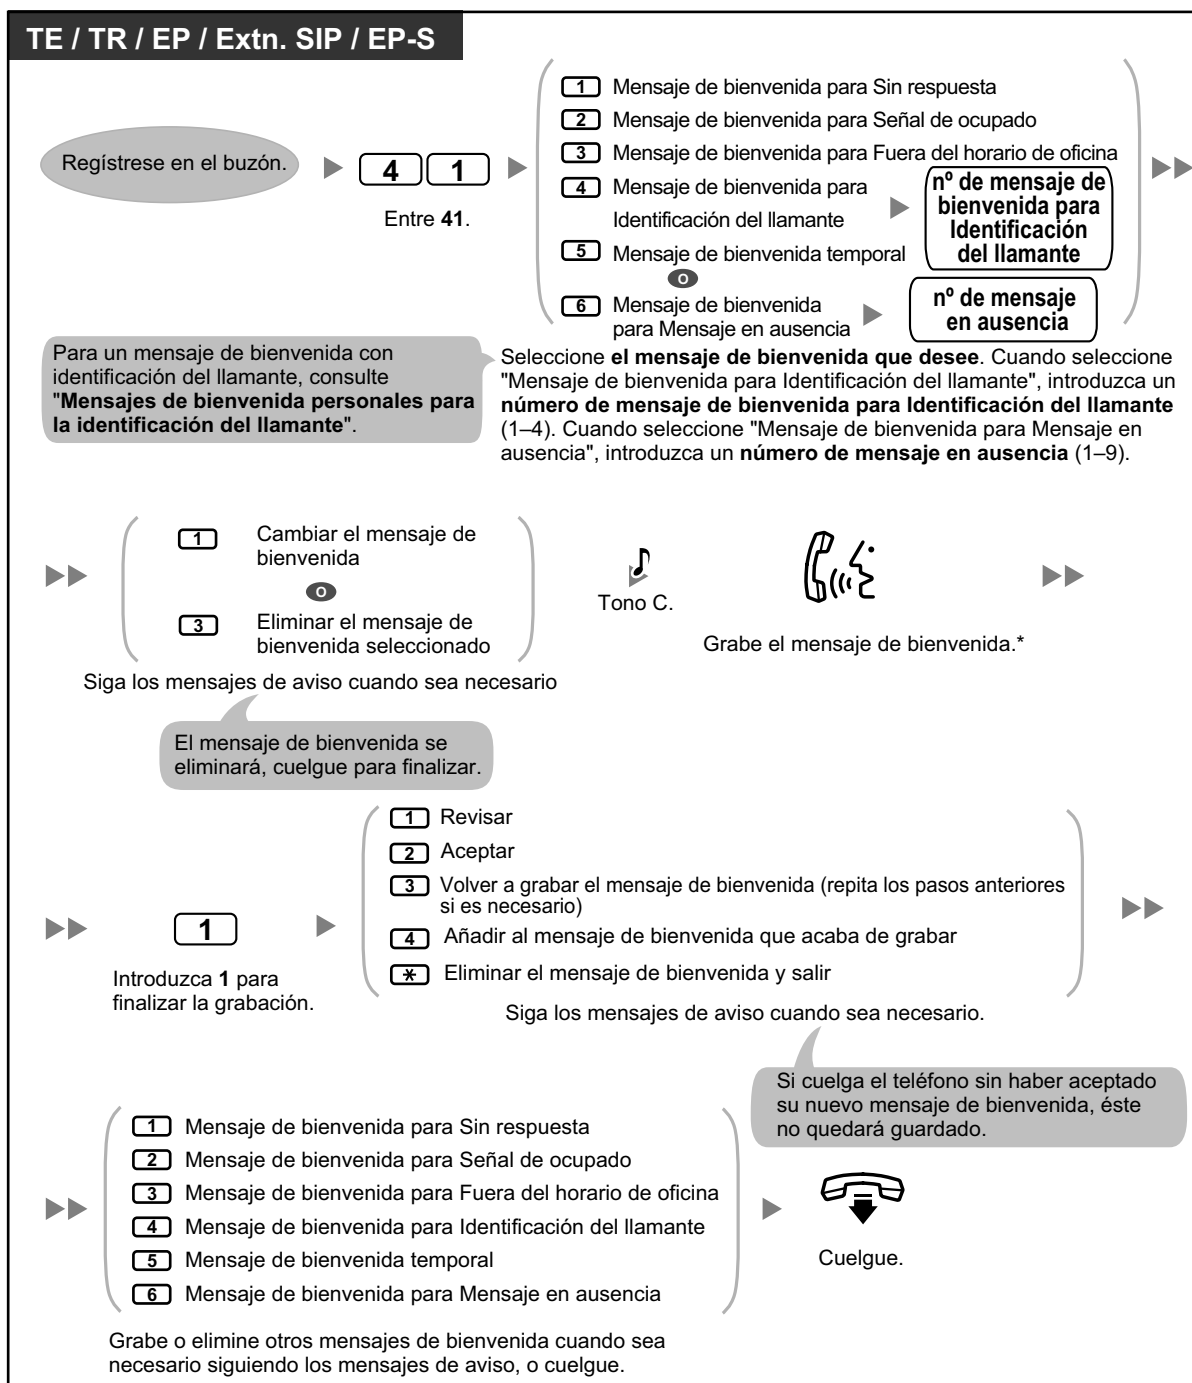 TE / TR / EP / Extn. SIP / EP-S
Regístrese en el buzón.
4 1
Entre 41.
1 Mensaje de bienvenida para Sin respuesta
2 Mensaje de bienvenida para Señal de ocupado
3 Mensaje de bienvenida para Fuera del horario de oficina
4 Mensaje de bienvenida para
Identificación del llamante
nº de mensaje de
bienvenida para
Identificación
del llamante
5 Mensaje de bienvenida temporal
O
6 Mensaje de bienvenida
para Mensaje en ausencia
nº de mensaje
en ausencia
Para un mensaje de bienvenida con
identificación del llamante, consulte
"Mensajes de bienvenida personales para
la identificación del llamante".
Seleccione el mensaje de bienvenida que desee. Cuando seleccione
"Mensaje de bienvenida para Identificación del llamante", introduzca un
número de mensaje de bienvenida para Identificación del llamante
(1–4). Cuando seleccione "Mensaje de bienvenida para Mensaje en
ausencia", introduzca un número de mensaje en ausencia (1–9).
1 Cambiar el mensaje de
bienvenida
O
3 Eliminar el mensaje de
bienvenida seleccionado
Siga los mensajes de aviso cuando sea necesario
El mensaje de bienvenida se
eliminará, cuelgue para finalizar.
Tono C.
Grabe el mensaje de bienvenida.*
1
Introduzca 1 para
finalizar la grabación.
1 Revisar
2 Aceptar
3 Volver a grabar el mensaje de bienvenida (repita los pasos anteriores
si es necesario)
4 Añadir al mensaje de bienvenida que acaba de grabar
* Eliminar el mensaje de bienvenida y salir
Siga los mensajes de aviso cuando sea necesario.
Si cuelga el teléfono sin haber aceptado
su nuevo mensaje de bienvenida, éste
no quedará guardado.
1 Mensaje de bienvenida para Sin respuesta
2 Mensaje de bienvenida para Señal de ocupado
3 Mensaje de bienvenida para Fuera del horario de oficina
4 Mensaje de bienvenida para Identificación del llamante
5 Mensaje de bienvenida temporal
6 Mensaje de bienvenida para Mensaje en ausencia
Grabe o elimine otros mensajes de bienvenida cuando sea
necesario siguiendo los mensajes de aviso, o cuelgue.
Cuelgue.